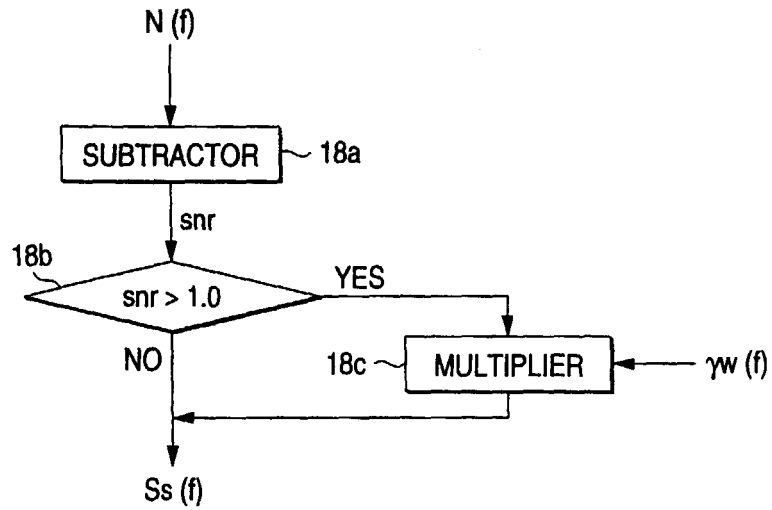 N (f)
SUBTRACTOR 18a
snr
18b
snr > 1.0
YES
NO
18c MULTIPLIER γw (f)
Ss (f)